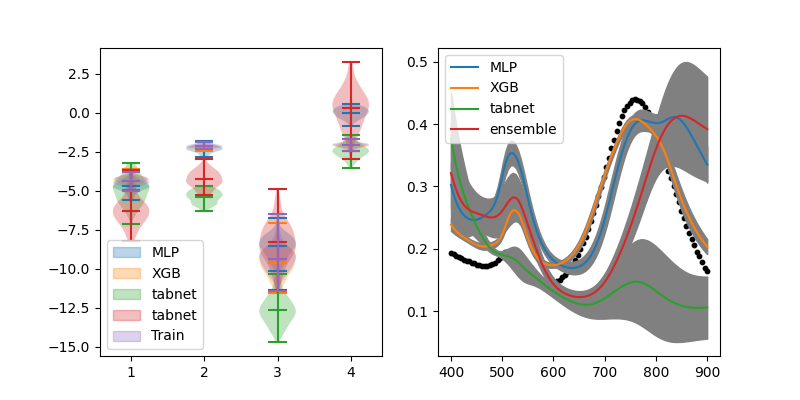 2.5
0.0
−2.5
−5.0
−7.5
−10.0
−12.5
−15.0
1 2 3 4
MLP
XGB
tabnet
tabnet
Train
0.5
0.4
0.3
0.2
0.1
400 500 600 700 800 900
MLP
XGB
tabnet
ensemble